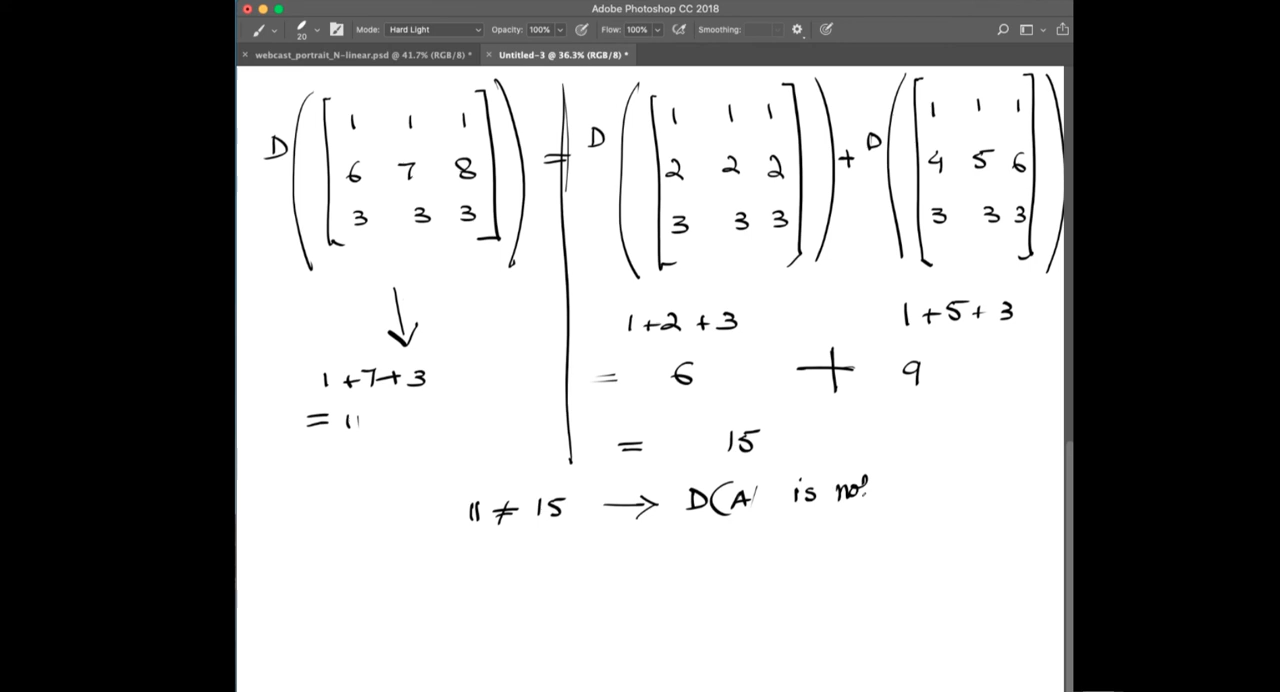 Adobe Photoshop CC 2018
20 Mode: Hard Light Opacity: 100% Flow: 100% Smoothing:
× webcast_portrait_N-linear.psd @ 41.7% (RGB/8) * × Untitled-3 @ 36.3% (RGB/8) *
D([1 1 1 = D([1 1 1 + D([1 1 1
6 7 8 2 2 2 4 5 6
3 3 3]) 3 3 3]) 3 3 3])
1+2+3 1+5+3
1+7+3 = 6 + 9
= 11 = 15
11 ≠ 15 → D(A) is not